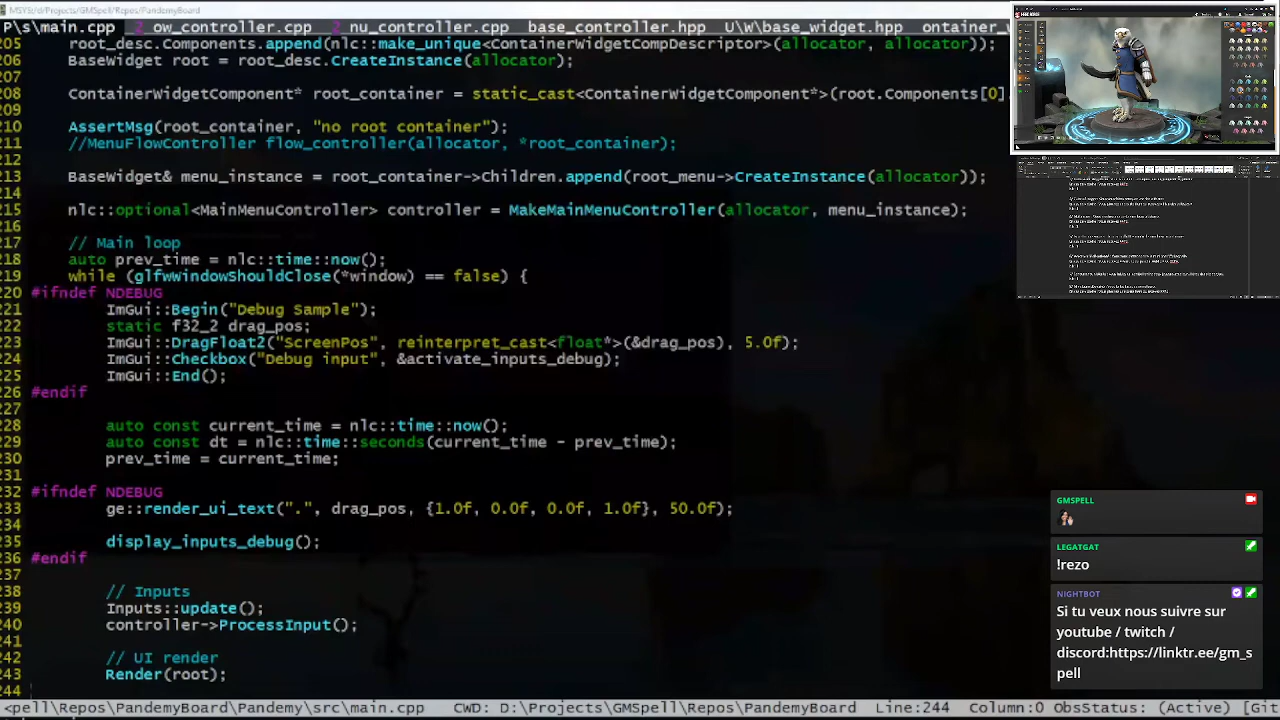 MSYS:/d/Projects/GMSpell/Repos/PandemyBoard
P\s\main.cpp 2 ow_controller.cpp 2 nu_controller.cpp base_controller.hpp U\W\base_widget.hpp ontainer_w
205 root_desc.Components.append(nlc::make_unique<ContainerWidgetCompDescriptor>(allocator, allocator));
206 BaseWidget root = root_desc.CreateInstance(allocator);
207
208 ContainerWidgetComponent* root_container = static_cast<ContainerWidgetComponent*>(root.Components[0]
209
210 AssertMsg(root_container, "no root container");
211 //MenuFlowController flow_controller(allocator, *root_container);
212
213 BaseWidget& menu_instance = root_container->Children.append(root_menu->CreateInstance(allocator));
214
215 nlc::optional<MainMenuController> controller = MakeMainMenuController(allocator, menu_instance);
216
217 // Main loop
218 auto prev_time = nlc::time::now();
219 while (glfwWindowShouldClose(*window) == false) {
220 #ifndef NDEBUG
221 ImGui::Begin("Debug Sample");
222 static f32_2 drag_pos;
223 ImGui::DragFloat2("ScreenPos", reinterpret_cast<float*>(&drag_pos), 5.0f);
224 ImGui::Checkbox("Debug input", &activate_inputs_debug);
225 ImGui::End();
226 #endif
227
228 auto const current_time = nlc::time::now();
229 auto const dt = nlc::time::seconds(current_time - prev_time);
230 prev_time = current_time;
231
232 #ifndef NDEBUG
233 ge::render_ui_text(".", drag_pos, {1.0f, 0.0f, 0.0f, 1.0f}, 50.0f);
234
235 display_inputs_debug();
236 #endif
237
238 // Inputs
239 Inputs::update();
240 controller->ProcessInput();
241
242 // UI render
243 Render(root);
244
<pell\Repos\PandemyBoard\Pandemy\src\main.cpp CWD: D:\Projects\GMSpell\Repos\PandemyBoard Line:244 Column:0 ObsStatus: (Active) [Git
GMSPELL
LEGATGAT
!rezo
NIGHTBOT
Si tu veux nous suivre sur
youtube / twitch /
discord:https://linktr.ee/gm_s
pell